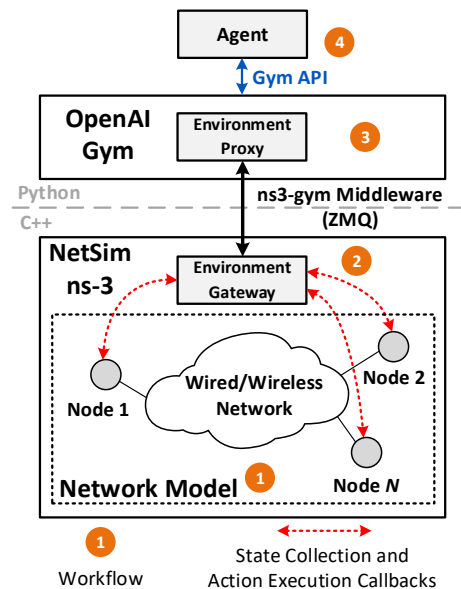 Agent
4
Gym API
OpenAI
Gym
Environment
Proxy
3
Python
ns3-gym Middleware
(ZMQ)
C++
NetSim
ns-3
Environment
Gateway
2
Node 1
Wired/Wireless
Network
Node 2
Node N
Network Model
1
1
Workflow
State Collection and
Action Execution Callbacks